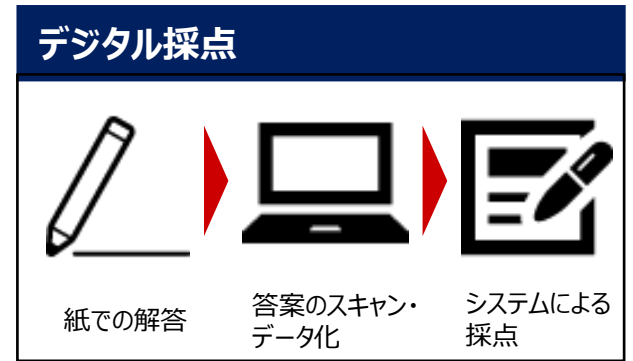 デジタル採点
紙での解答
答案のスキャン・
データ化
システムによる
採点